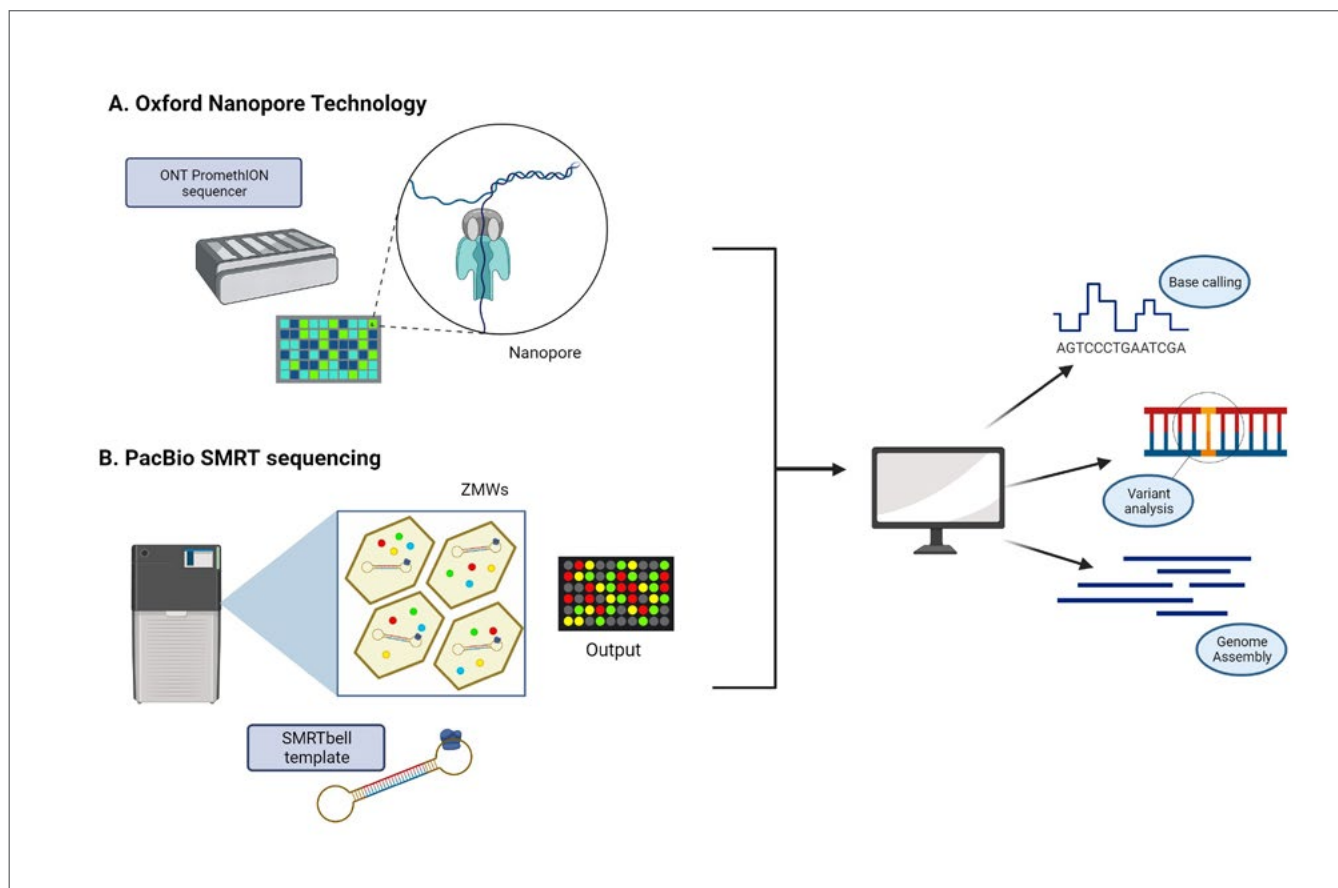 A. Oxford Nanopore Technology
ONT PromethION
sequencer
Nanopore
B. PacBio SMRT sequencing
ZMWs
Output
SMRTbell
template
Base calling
AGTCCCTGAATCGA
Variant
analysis
Genome
Assembly